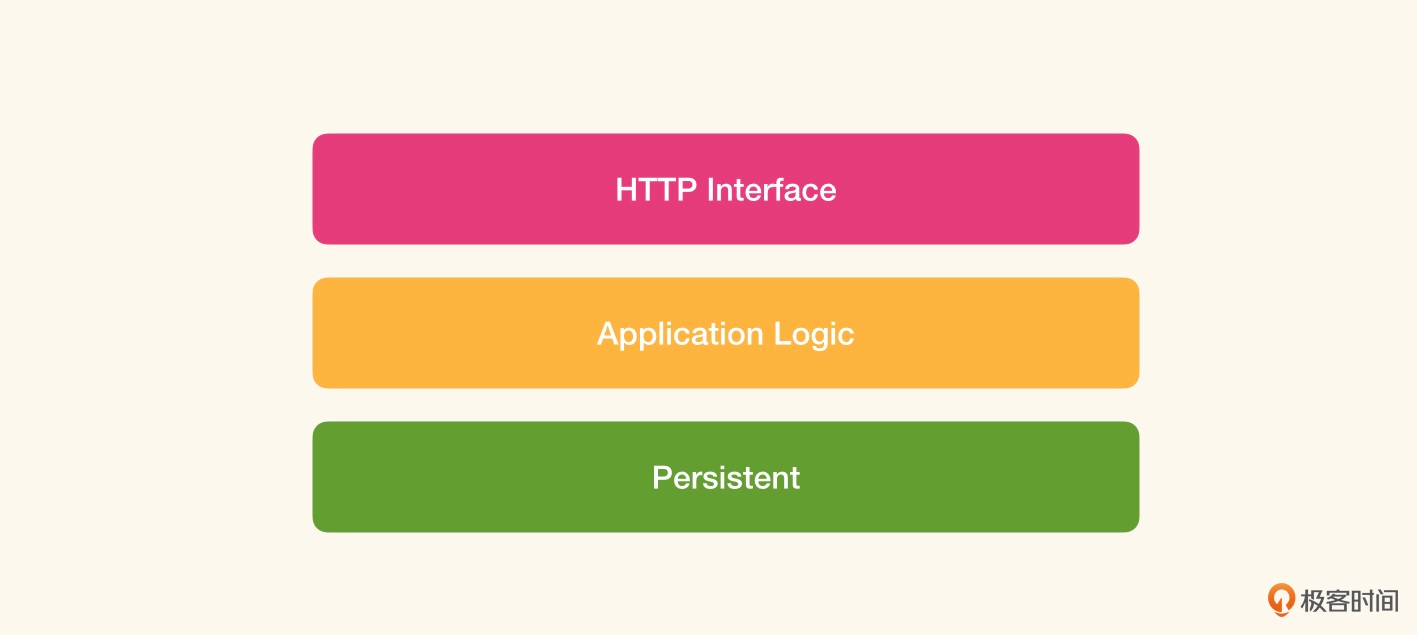 HTTP Interface
Application Logic
Persistent
极客时间